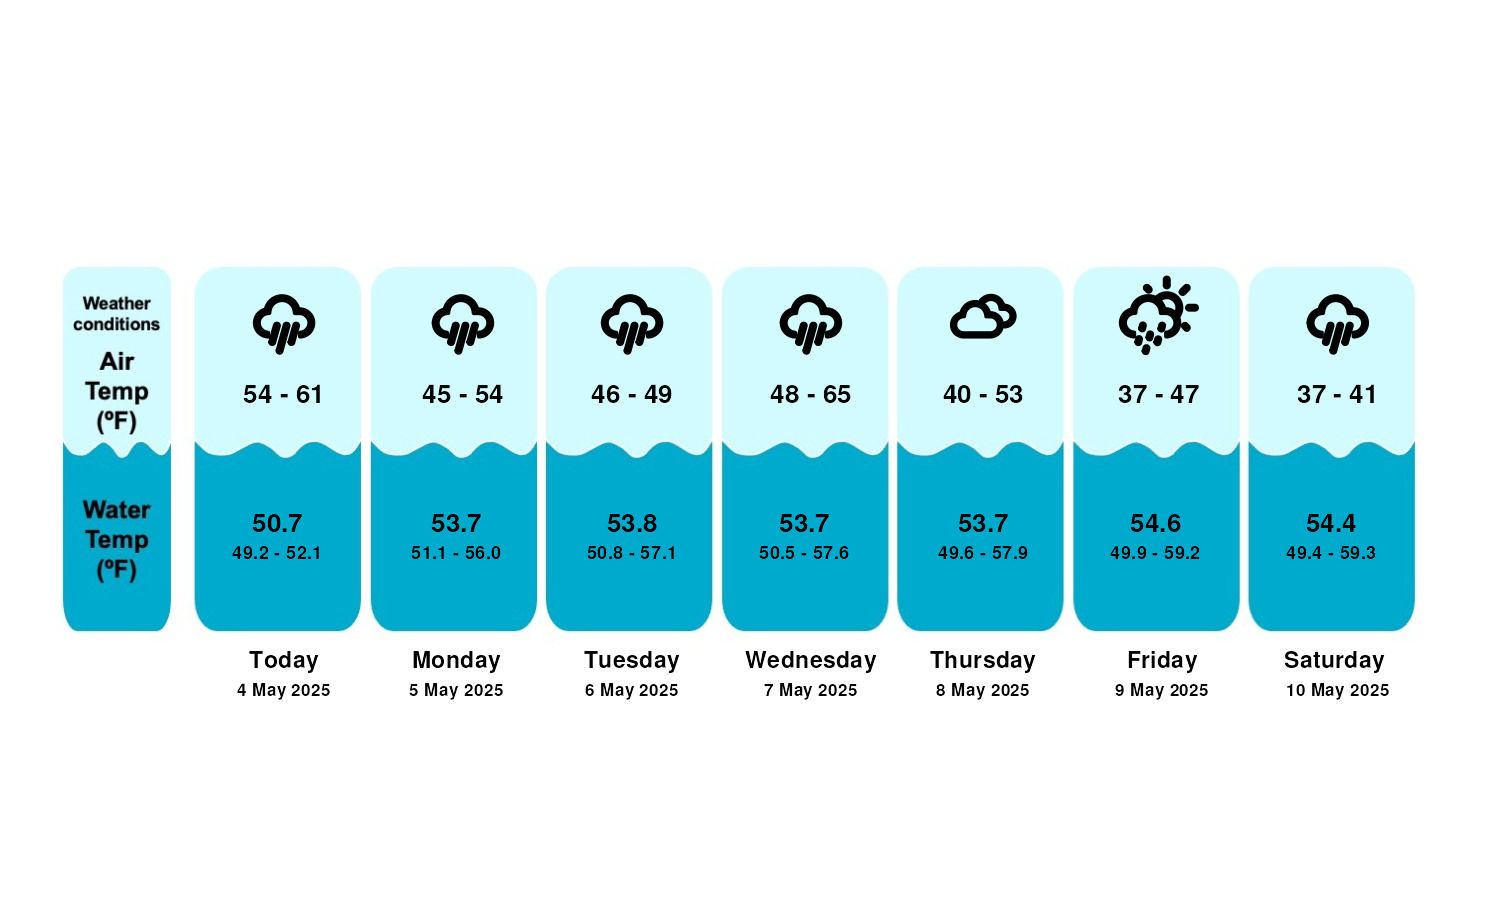 Weather
conditions
Air
Temp
(ºF)
54 - 61
45 - 54
46 - 49
48 - 65
40 - 53
37 - 47
37 - 41
Water
Temp
(ºF)
50.7
49.2 - 52.1
53.7
51.1 - 56.0
53.8
50.8 - 57.1
53.7
50.5 - 57.6
53.7
49.6 - 57.9
54.6
49.9 - 59.2
54.4
49.4 - 59.3
Today
4 May 2025
Monday
5 May 2025
Tuesday
6 May 2025
Wednesday
7 May 2025
Thursday
8 May 2025
Friday
9 May 2025
Saturday
10 May 2025